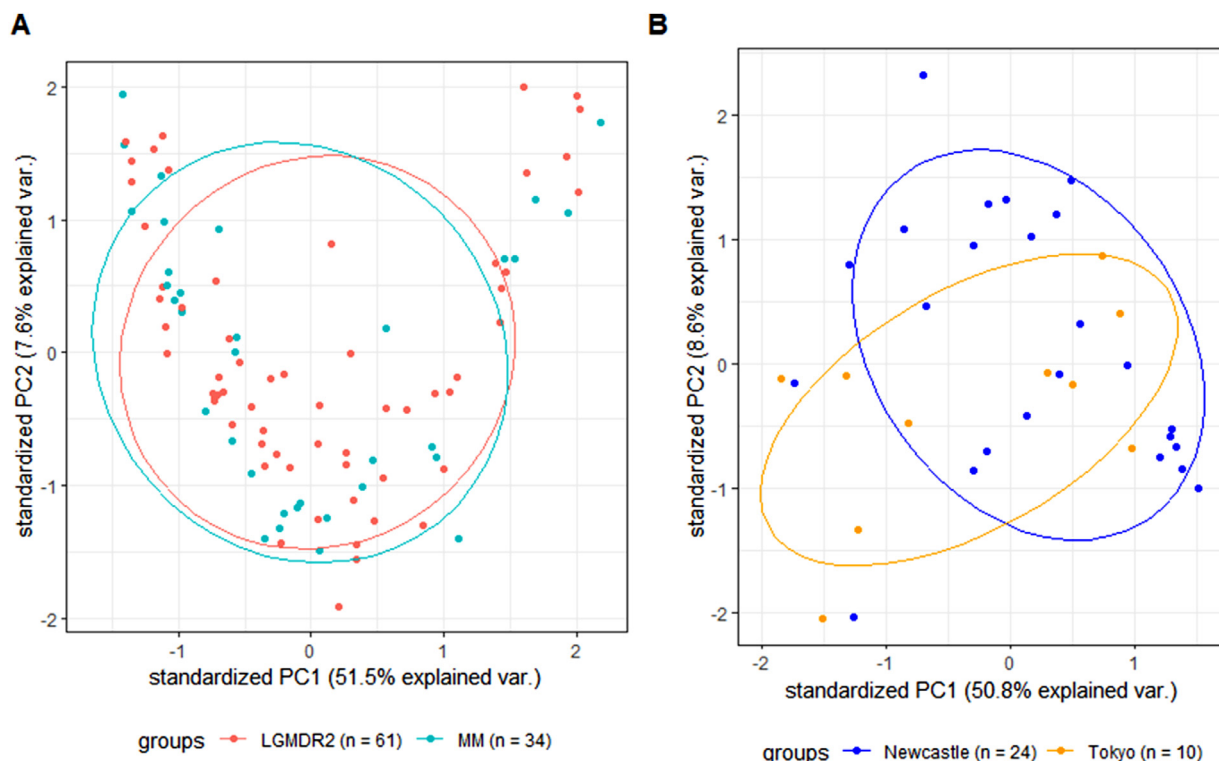 A
standardized PC2 (7.6% explained var.)
2
1
0
-1
-2
-1
0
1
2
standardized PC1 (51.5% explained var.)
groups LGMDR2 (n = 61) MM (n = 34)
B
standardized PC2 (8.6% explained var.)
2
1
0
-1
-2
-2
-1
0
1
standardized PC1 (50.8% explained var.)
groups Newcastle (n = 24) Tokyo (n = 10)